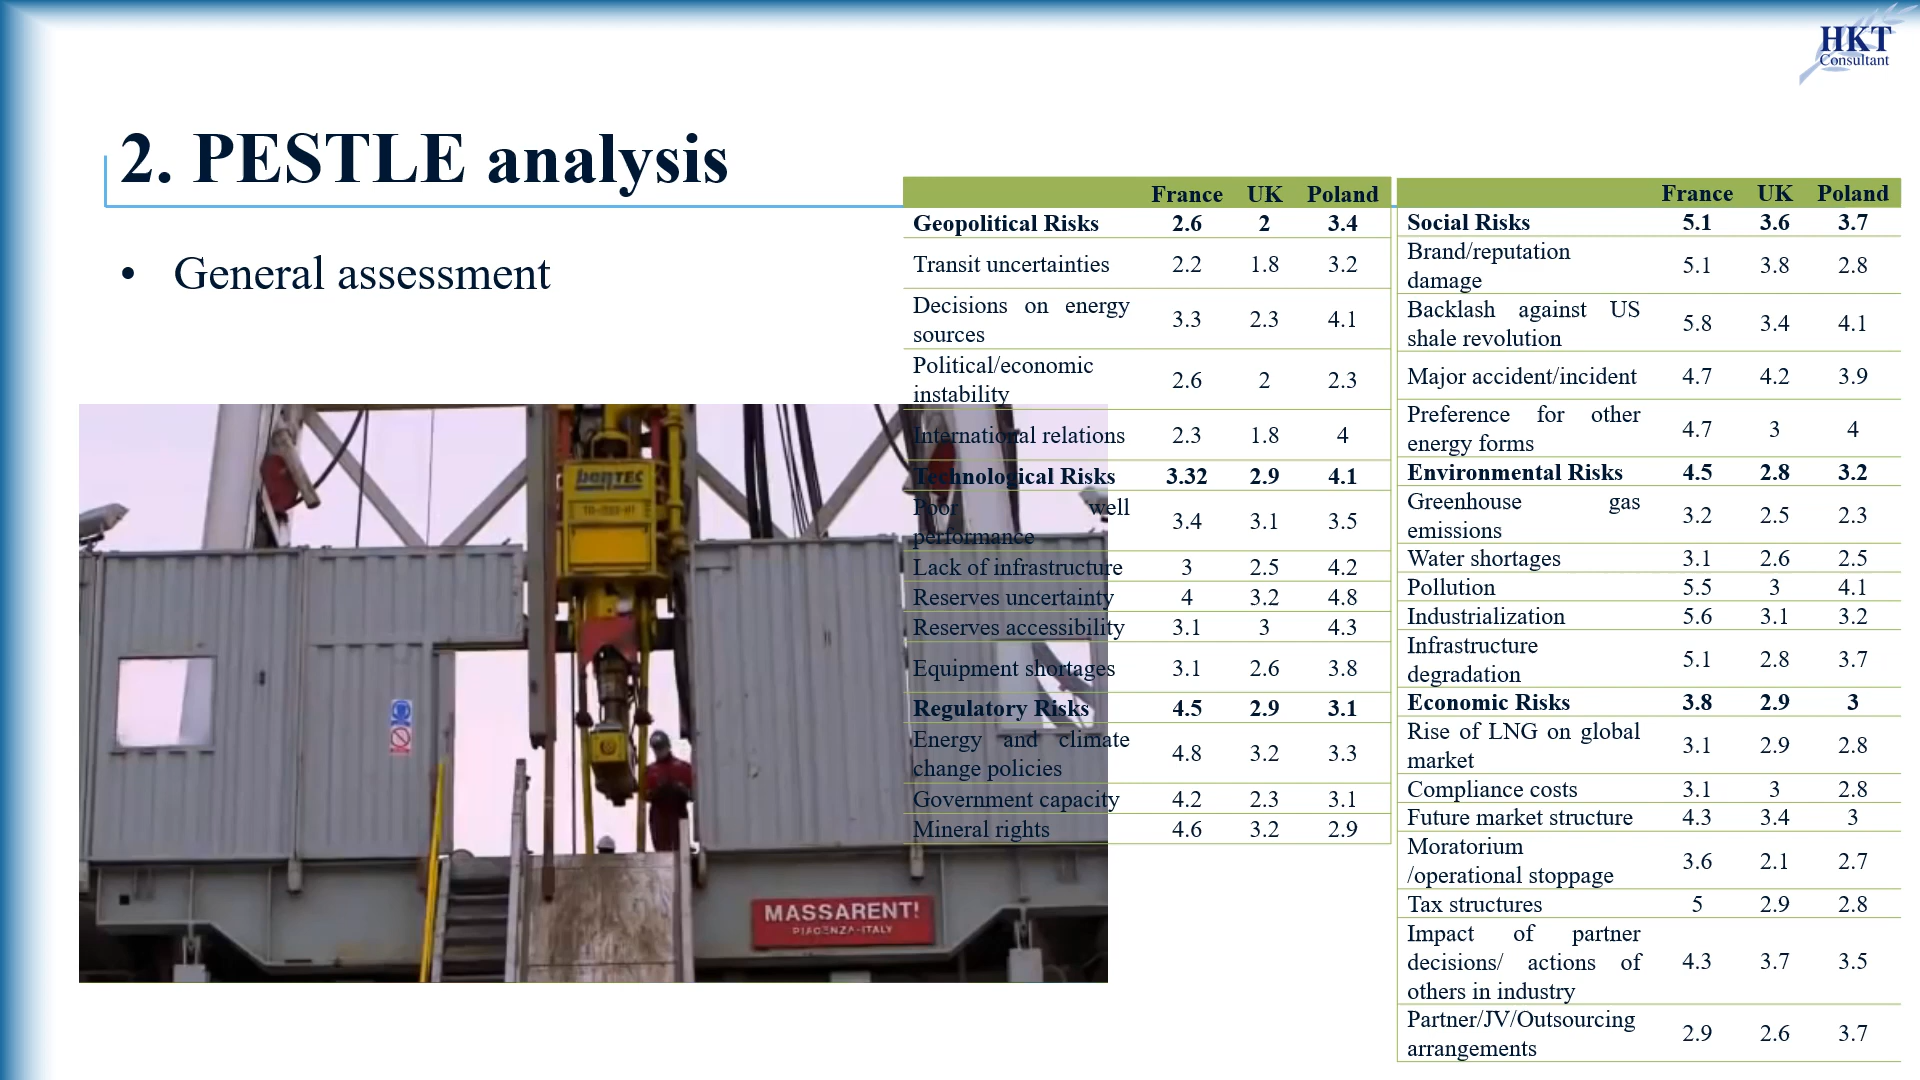 HKT
Consultant
2. PESTLE analysis
• General assessment
France UK Poland
Geopolitical Risks 2.6 2 3.4
Transit uncertainties 2.2 1.8 3.2
Decisions on energy
sources 3.3 2.3 4.1
Political/economic
instability 2.6 2 2.3
International relations 2.3 1.8 4
Technological Risks 3.32 2.9 4.1
Poor well
performance 3.4 3.1 3.5
Lack of infrastructure 3 2.5 4.2
Reserves uncertainty 4 3.2 4.8
Reserves accessibility 3.1 3 4.3
Equipment shortages 3.1 2.6 3.8
Regulatory Risks 4.5 2.9 3.1
Energy and climate
change policies 4.8 3.2 3.3
Government capacity 4.2 2.3 3.1
Mineral rights 4.6 3.2 2.9
France UK Poland
Social Risks 5.1 3.6 3.7
Brand/reputation
damage 5.1 3.8 2.8
Backlash against US
shale revolution 5.8 3.4 4.1
Major accident/incident 4.7 4.2 3.9
Preference for other
energy forms 4.7 3 4
Environmental Risks 4.5 2.8 3.2
Greenhouse gas
emissions 3.2 2.5 2.3
Water shortages 3.1 2.6 2.5
Pollution 5.5 3 4.1
Industrialization 5.6 3.1 3.2
Infrastructure
degradation 5.1 2.8 3.7
Economic Risks 3.8 2.9 3
Rise of LNG on global
market 3.1 2.9 2.8
Compliance costs 3.1 3 2.8
Future market structure 4.3 3.4 3
Moratorium
/operational stoppage 3.6 2.1 2.7
Tax structures 5 2.9 2.8
Impact of partner
decisions/ actions of
others in industry 4.3 3.7 3.5
Partner/JV/Outsourcing
arrangements 2.9 2.6 3.7
MASSARENTI
PIACENZA-ITALY